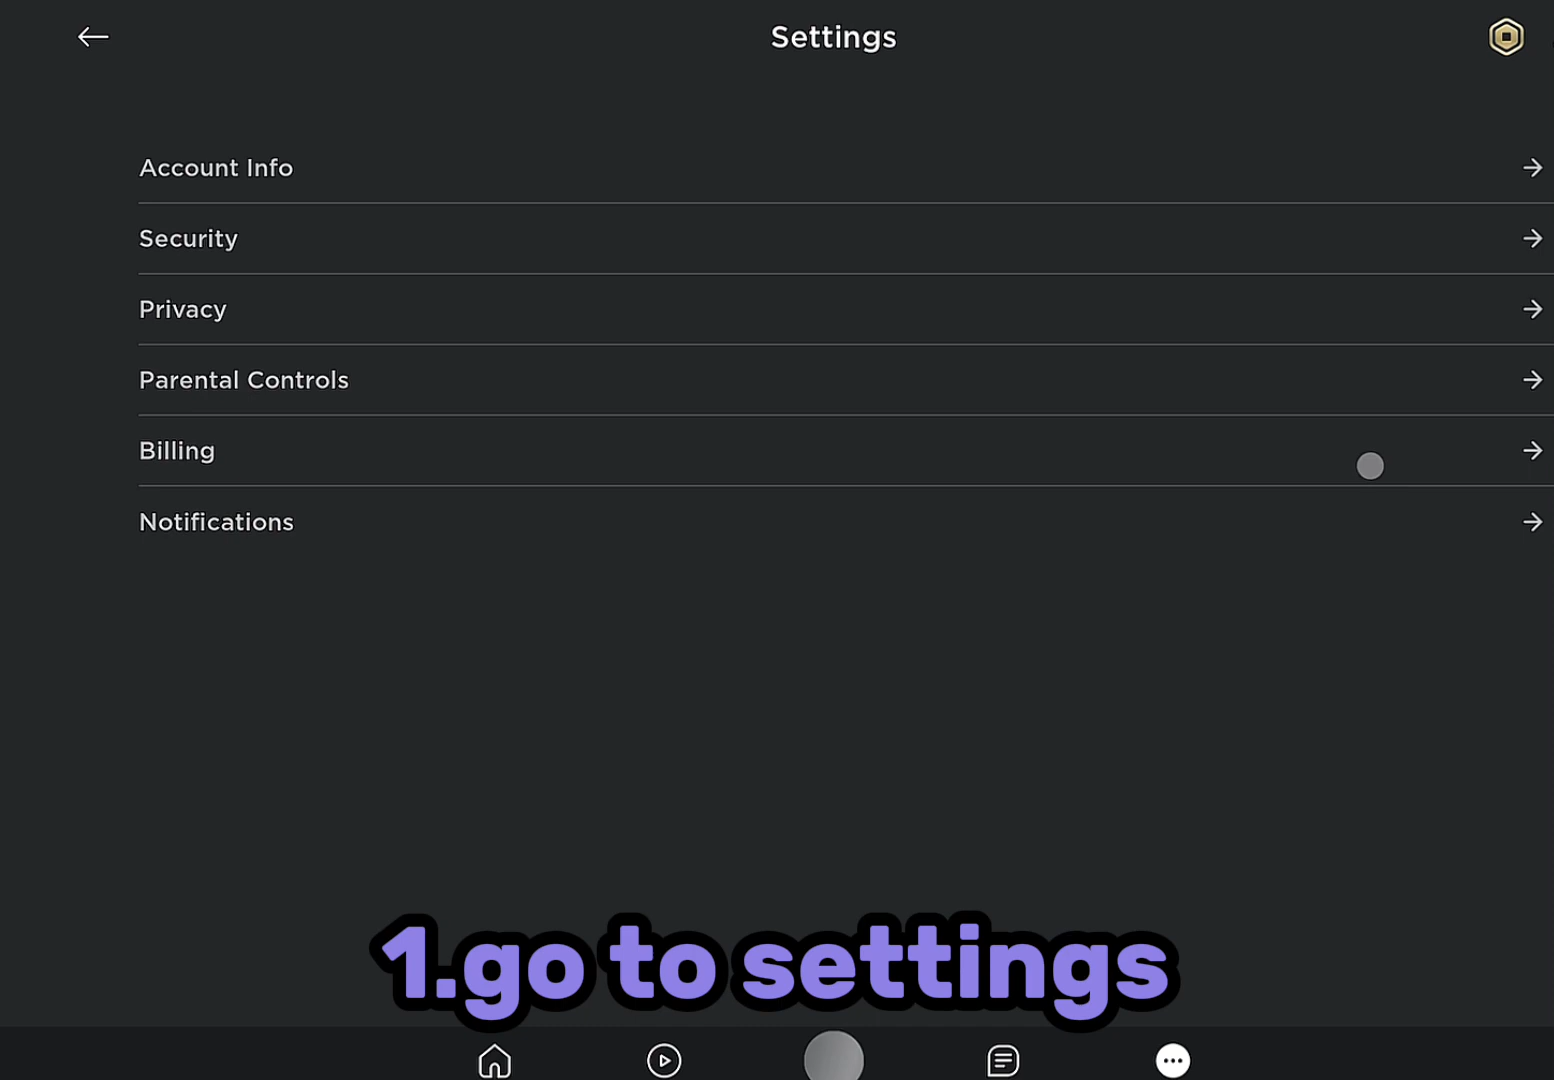 Settings
Account Info
Security
Privacy
Parental Controls
Billing
Notifications
1.go to settings